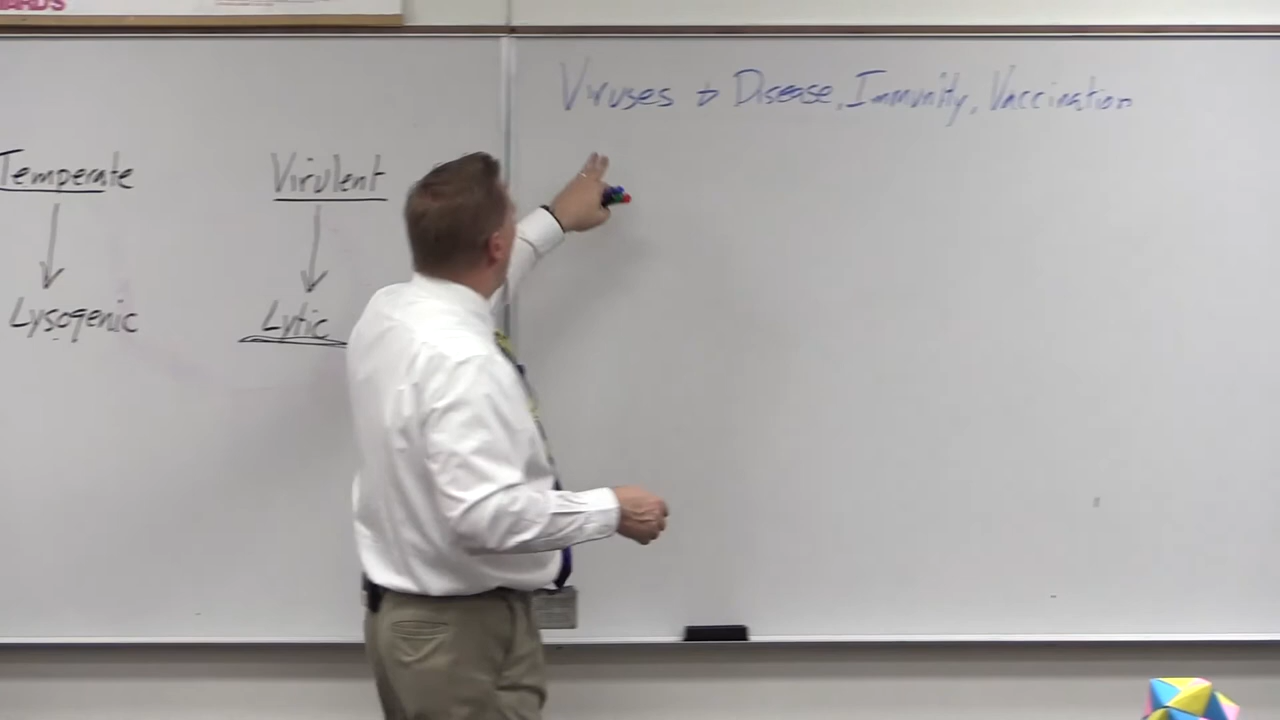 Viruses → Disease, Immunity, Vaccination
Temperate
Virulent
Lysogenic
Lytic